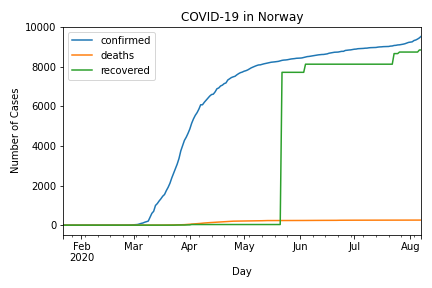 COVID-19 in Norway
10000
8000
6000
4000
2000
0
Number of Cases
confirmed
deaths
recovered
Feb Mar Apr May Jun Jul Aug
2020
Day